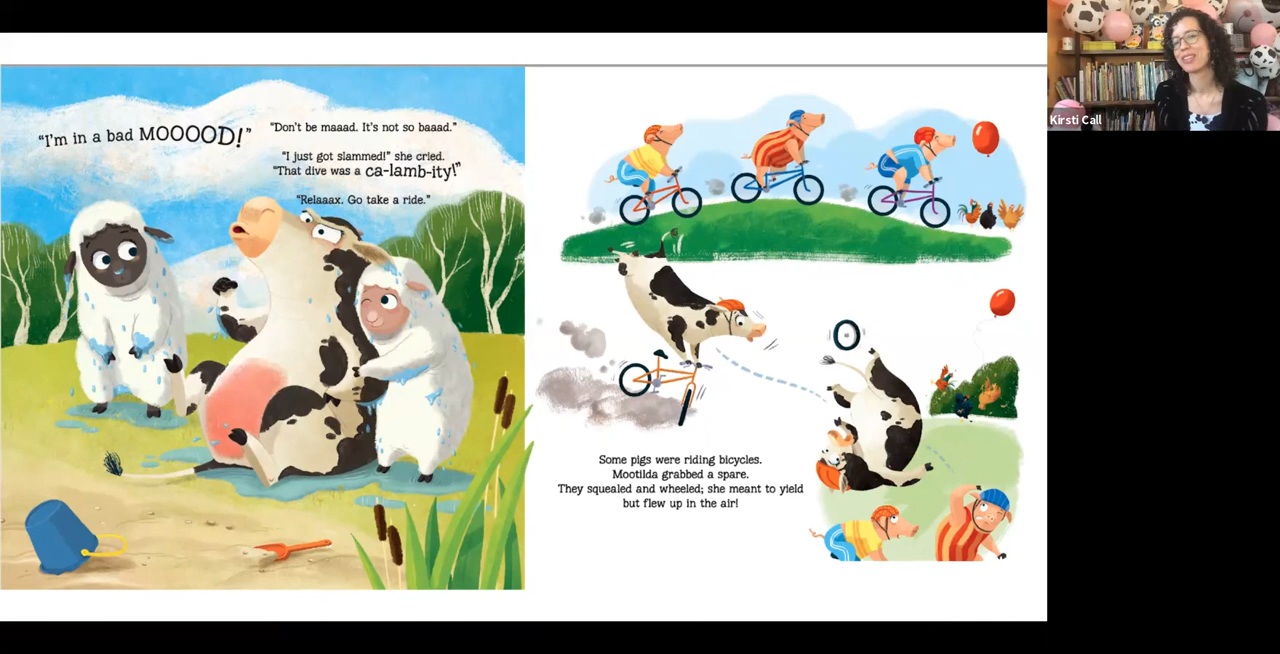 “I’m in a bad MOOOOD!”
“Don’t be maaad. It’s not so baaad.”
“I just got slammed!” she cried.
“That dive was a ca-lamb-ity!”
“Relaaax. Go take a ride.”
Some pigs were riding bicycles.
Mootilda grabbed a spare.
They squealed and wheeled; she meant to yield
but flew up in the air!
Kirsti Call